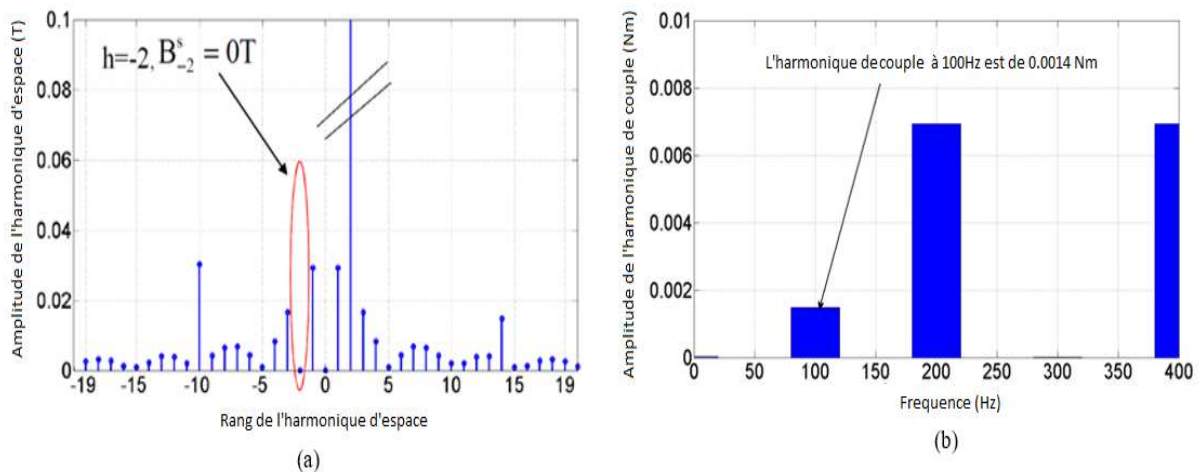 Amplitude de l'harmonique d'espace (T)
0.1
0.08
0.06
0.04
0.02
0
h=-2, B^s_{-2} = 0T
-19 -15 -10 -5 0 5 10 15 19
Rang de l'harmonique d'espace
(a)
Amplitude de l'harmonique de couple (Nm)
0.01
0.008
0.006
0.004
0.002
0
L'harmonique decouple à 100Hz est de 0.0014 Nm
0 50 100 150 200 250 300 350 400
Frequence (Hz)
(b)